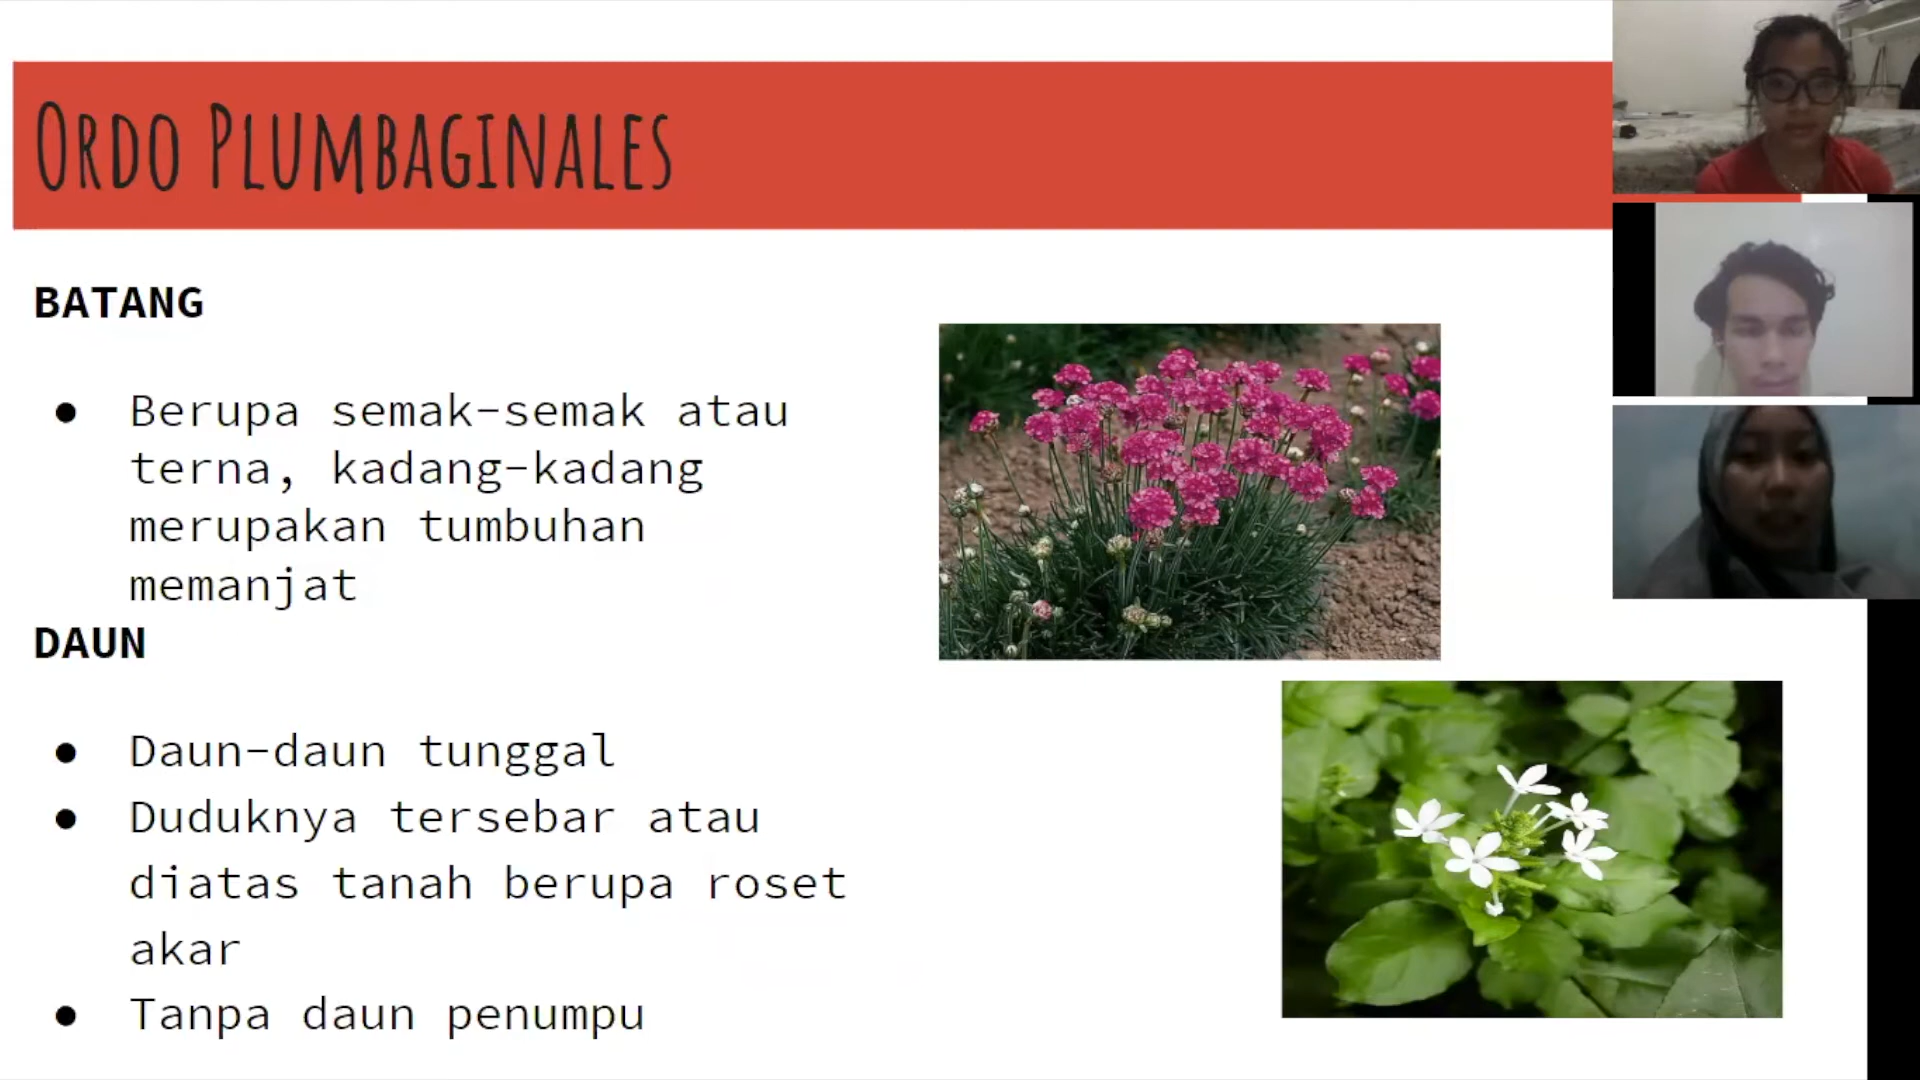 ORDO PLUMBAGINALES
BATANG
● Berupa semak-semak atau
terna, kadang-kadang
merupakan tumbuhan
memanjat
DAUN
● Daun-daun tunggal
● Duduknya tersebar atau
diatas tanah berupa roset
akar
● Tanpa daun penumpu